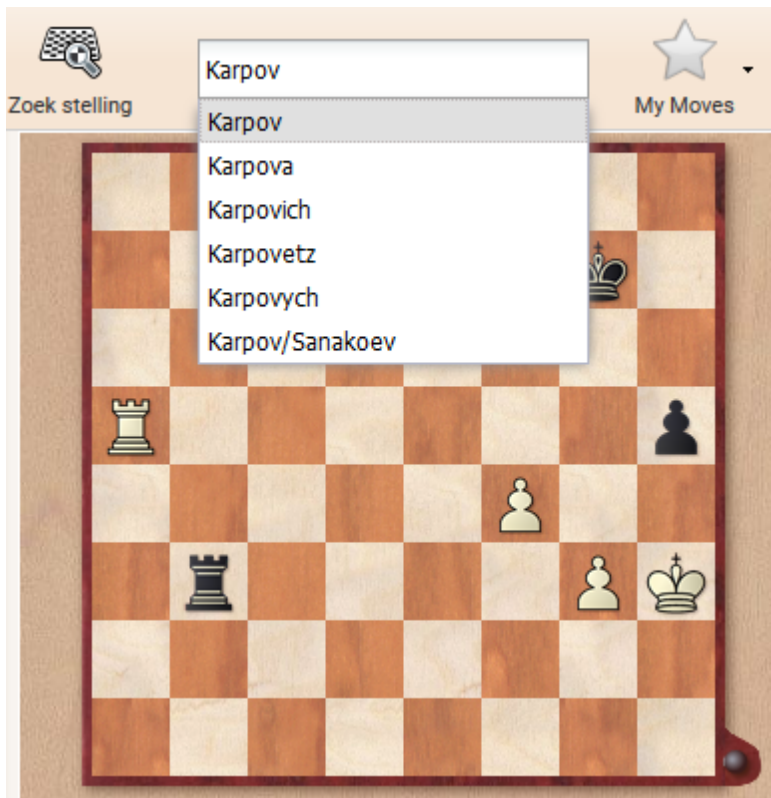 Karpov
Zoek stelling
My Moves
Karpov
Karpova
Karpovich
Karpovetz
Karpovych
Karpov/Sanakoev